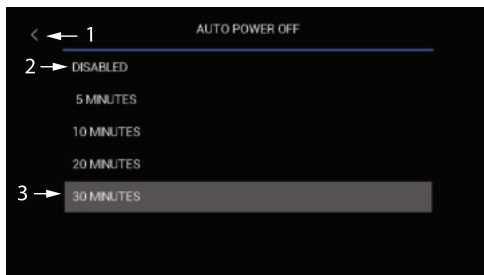 < 1 AUTO POWER OFF
2 DISABLED
5 MINUTES
10 MINUTES
20 MINUTES
3 30 MINUTES